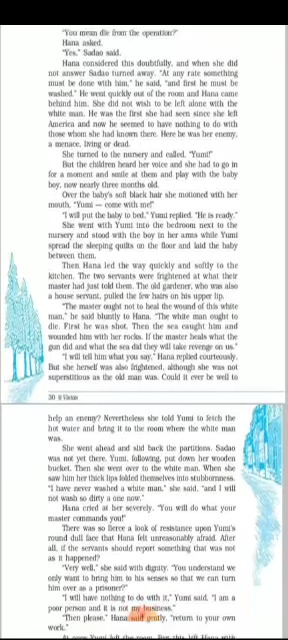 "You mean die from the operation?"
Hana asked.
"Yes," Sadao said.
Hana considered this doubtfully, and when she did
not answer Sadao turned away. "At any rate something
must be done with him," he said, "and first he must be
washed." He went quickly out of the room and Hana came
behind him. She did not wish to be left alone with the
white man. He was the first she had seen since she left
America and now he seemed to have nothing to do with
those whom she had known there. Here he was her enemy,
a menace, living or dead.
She turned to the nursery and called, "Yumi!"
But the children heard her voice and she had to go in
for a moment and smile at them and play with the baby
boy, now nearly three months old.
Over the baby's soft black hair she motioned with her
mouth, "Yumi — come with me!"
"I will put the baby to bed," Yumi replied. "He is ready."
She went with Yumi into the bedroom next to the
nursery and stood with the boy in her arms while Yumi
spread the sleeping quilts on the floor and laid the baby
between them.
Then Hana led the way quickly and softly to the
kitchen. The two servants were frightened at what their
master had just told them. The old gardener, who was also
a house servant, pulled the few hairs on his upper lip.
"The master ought not to heal the wound of this white
man," he said bluntly to Hana. "The white man ought to
die. First he was shot. Then the sea caught him and
wounded him with her rocks. If the master heals what the
gun did and what the sea did they will take revenge on us."
"I will tell him what you say," Hana replied courteously.
But she herself was also frightened, although she was not
superstitious as the old man was. Could it ever be well to
30 Vistas
help an enemy? Nevertheless she told Yumi to fetch the
hot water and bring it to the room where the white man
was.
She went ahead and slid back the partitions. Sadao
was not yet there. Yumi, following, put down her wooden
bucket. Then she went over to the white man. When she
saw him her thick lips folded themselves into stubbornness.
"I have never washed a white man," she said, "and I will
not wash so dirty a one now."
Hana cried at her severely. "You will do what your
master commands you!"
There was so fierce a look of resistance upon Yumi's
round dull face that Hana felt unreasonably afraid. After
all, if the servants should report something that was not
as it happened?
"Very well," she said with dignity. "You understand we
only want to bring him to his senses so that we can turn
him over as a prisoner?"
"I will have nothing to do with it," Yumi said. "I am a
poor person and it is not my business."
"Then please," Hana said gently, "return to your own
work."